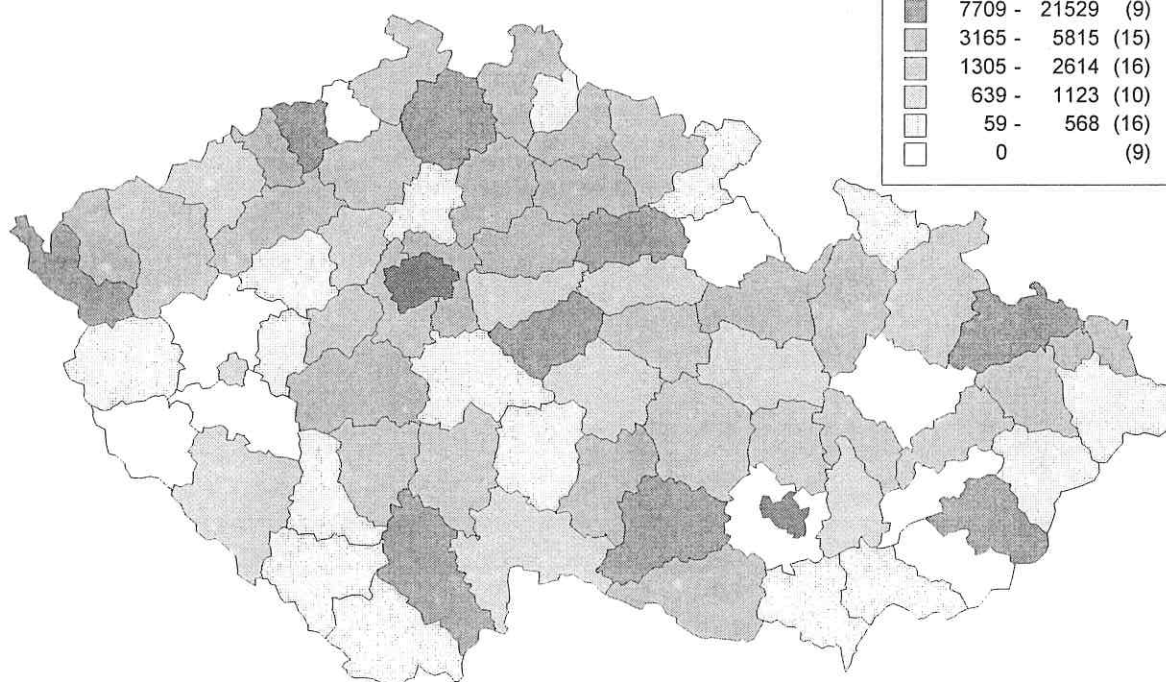 7709 - 21529 (9)
3165 - 5815 (15)
1305 - 2614 (16)
639 - 1123 (10)
59 - 568 (16)
0 (9)